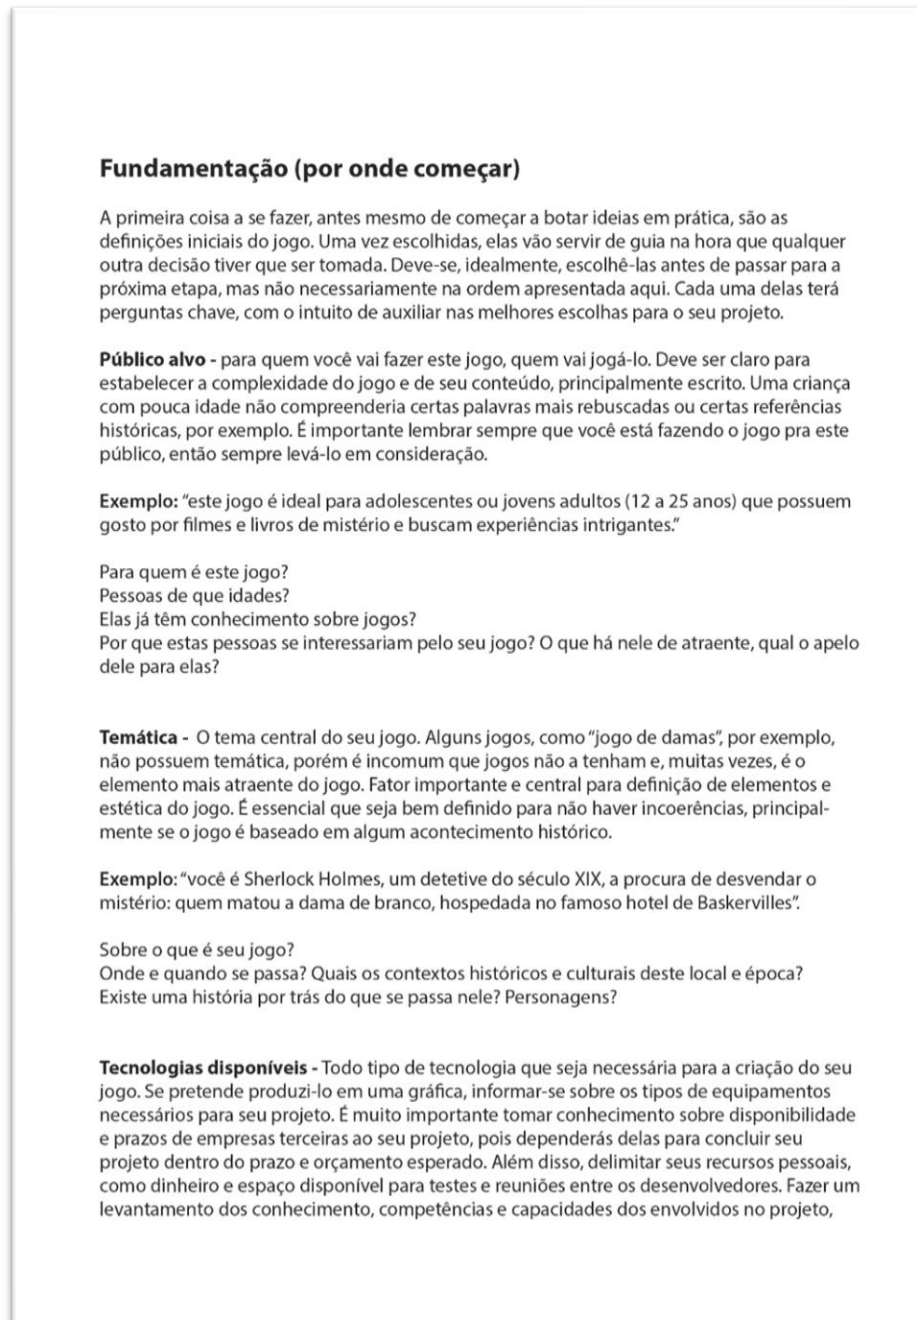 Fundamentação (por onde começar)
A primeira coisa a se fazer, antes mesmo de começar a botar ideias em prática, são as
definições iniciais do jogo. Uma vez escolhidas, elas vão servir de guia na hora que qualquer
outra decisão tiver que ser tomada. Deve-se, idealmente, escolhê-las antes de passar para a
próxima etapa, mas não necessariamente na ordem apresentada aqui. Cada uma delas terá
perguntas chave, com o intuito de auxiliar nas melhores escolhas para o seu projeto.
Público alvo - para quem você vai fazer este jogo, quem vai jogá-lo. Deve ser claro para
estabelecer a complexidade do jogo e de seu conteúdo, principalmente escrito. Uma criança
com pouca idade não compreenderia certas palavras mais rebuscadas ou certas referências
históricas, por exemplo. É importante lembrar sempre que você está fazendo o jogo pra este
público, então sempre levá-lo em consideração.
Exemplo: “este jogo é ideal para adolescentes ou jovens adultos (12 a 25 anos) que possuem
gosto por filmes e livros de mistério e buscam experiências intrigantes.”
Para quem é este jogo?
Pessoas de que idades?
Elas já têm conhecimento sobre jogos?
Por que estas pessoas se interessariam pelo seu jogo? O que há nele de atraente, qual o apelo
dele para elas?
Temática - O tema central do seu jogo. Alguns jogos, como “jogo de damas”, por exemplo,
não possuem temática, porém é incomum que jogos não a tenham e, muitas vezes, é o
elemento mais atraente do jogo. Fator importante e central para definição de elementos e
estética do jogo. É essencial que seja bem definido para não haver incoerências, principal-
mente se o jogo é baseado em algum acontecimento histórico.
Exemplo: “você é Sherlock Holmes, um detetive do século XIX, a procura de desvendar o
mistério: quem matou a dama de branco, hospedada no famoso hotel de Baskervilles”.
Sobre o que é seu jogo?
Onde e quando se passa? Quais os contextos históricos e culturais deste local e época?
Existe uma história por trás do que se passa nele? Personagens?
Tecnologias disponíveis - Todo tipo de tecnologia que seja necessária para a criação do seu
jogo. Se pretende produzi-lo em uma gráfica, informar-se sobre os tipos de equipamentos
necessários para seu projeto. É muito importante tomar conhecimento sobre disponibilidade
e prazos de empresas terceiras ao seu projeto, pois dependerás delas para concluir seu
projeto dentro do prazo e orçamento esperado. Além disso, delimitar seus recursos pessoais,
como dinheiro e espaço disponível para testes e reuniões entre os desenvolvedores. Fazer um
levantamento dos conhecimento, competências e capacidades dos envolvidos no projeto,